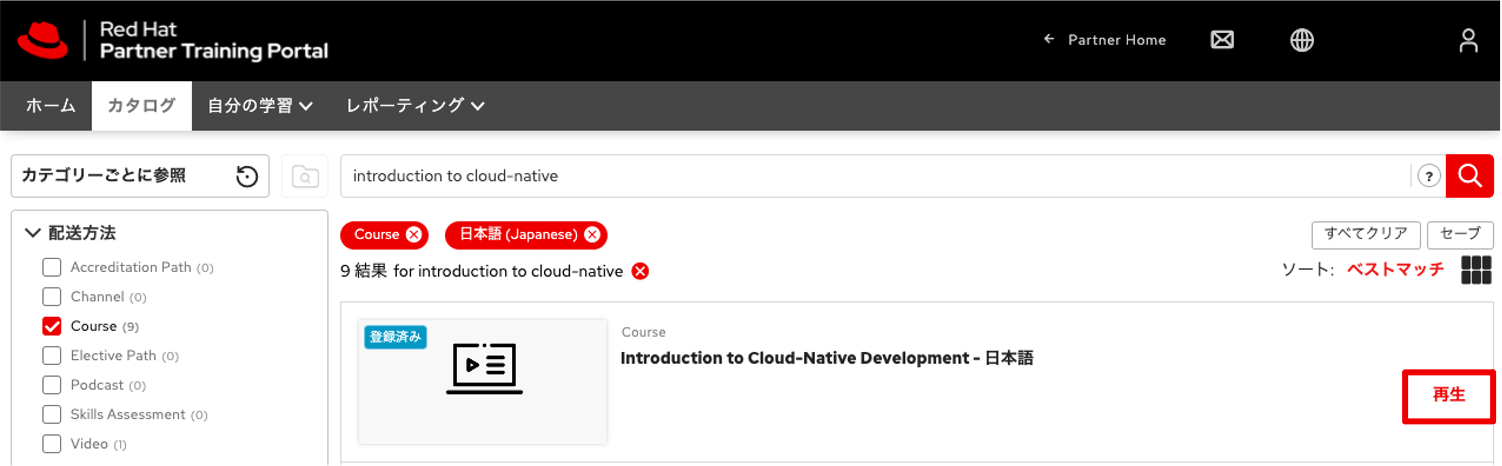 Red Hat
Partner Training Portal
Partner Home
ホーム カタログ 自分の学習 レポーティング
カテゴリーごとに参照
introduction to cloud-native
?
配送方法
Accreditation Path (0)
Channel (0)
Course (9)
Elective Path (0)
Podcast (0)
Skills Assessment (0)
Video (1)
Course 日本語 (Japanese)
すべてクリア セーブ
9 結果 for introduction to cloud-native
ソート: ベストマッチ
登録済み
Course
Introduction to Cloud-Native Development - 日本語
再生